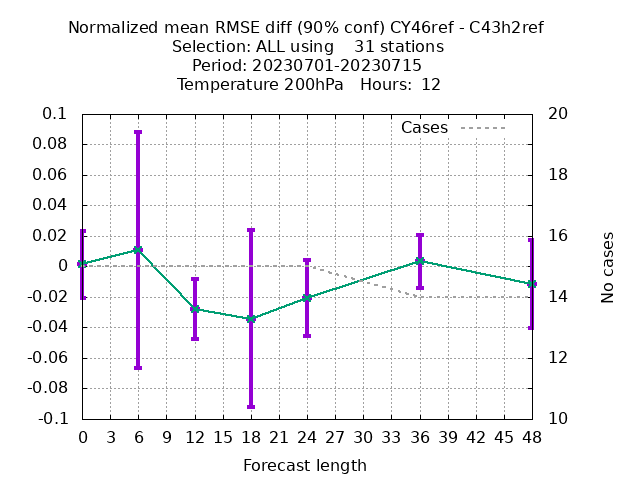 Normalized mean RMSE diff (90% conf) CY46ref - C43h2ref
Selection: ALL using    31 stations
Period: 20230701-20230715
Temperature 200hPa   Hours:  12
Cases
0.1
0.08
0.06
0.04
0.02
0
-0.02
-0.04
-0.06
-0.08
-0.1
20
18
16
14
12
10
No cases
0 3 6 9 12 15 18 21 24 27 30 33 36 39 42 45 48
Forecast length